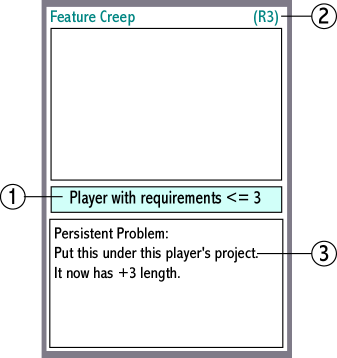 Feature Creep (R3)
2
1
Player with requirements <= 3
Persistent Problem:
Put this under this player's project.
3
It now has +3 length.